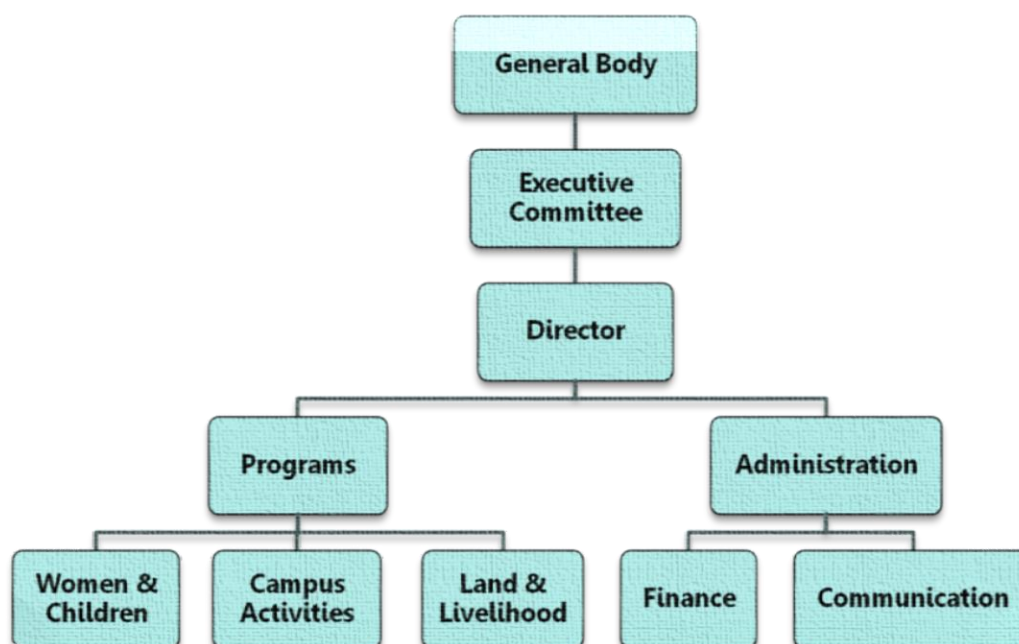 General Body
Executive
Committee
Director
Programs
Administration
Women &
Children
Campus
Activities
Land &
Livelihood
Finance
Communication